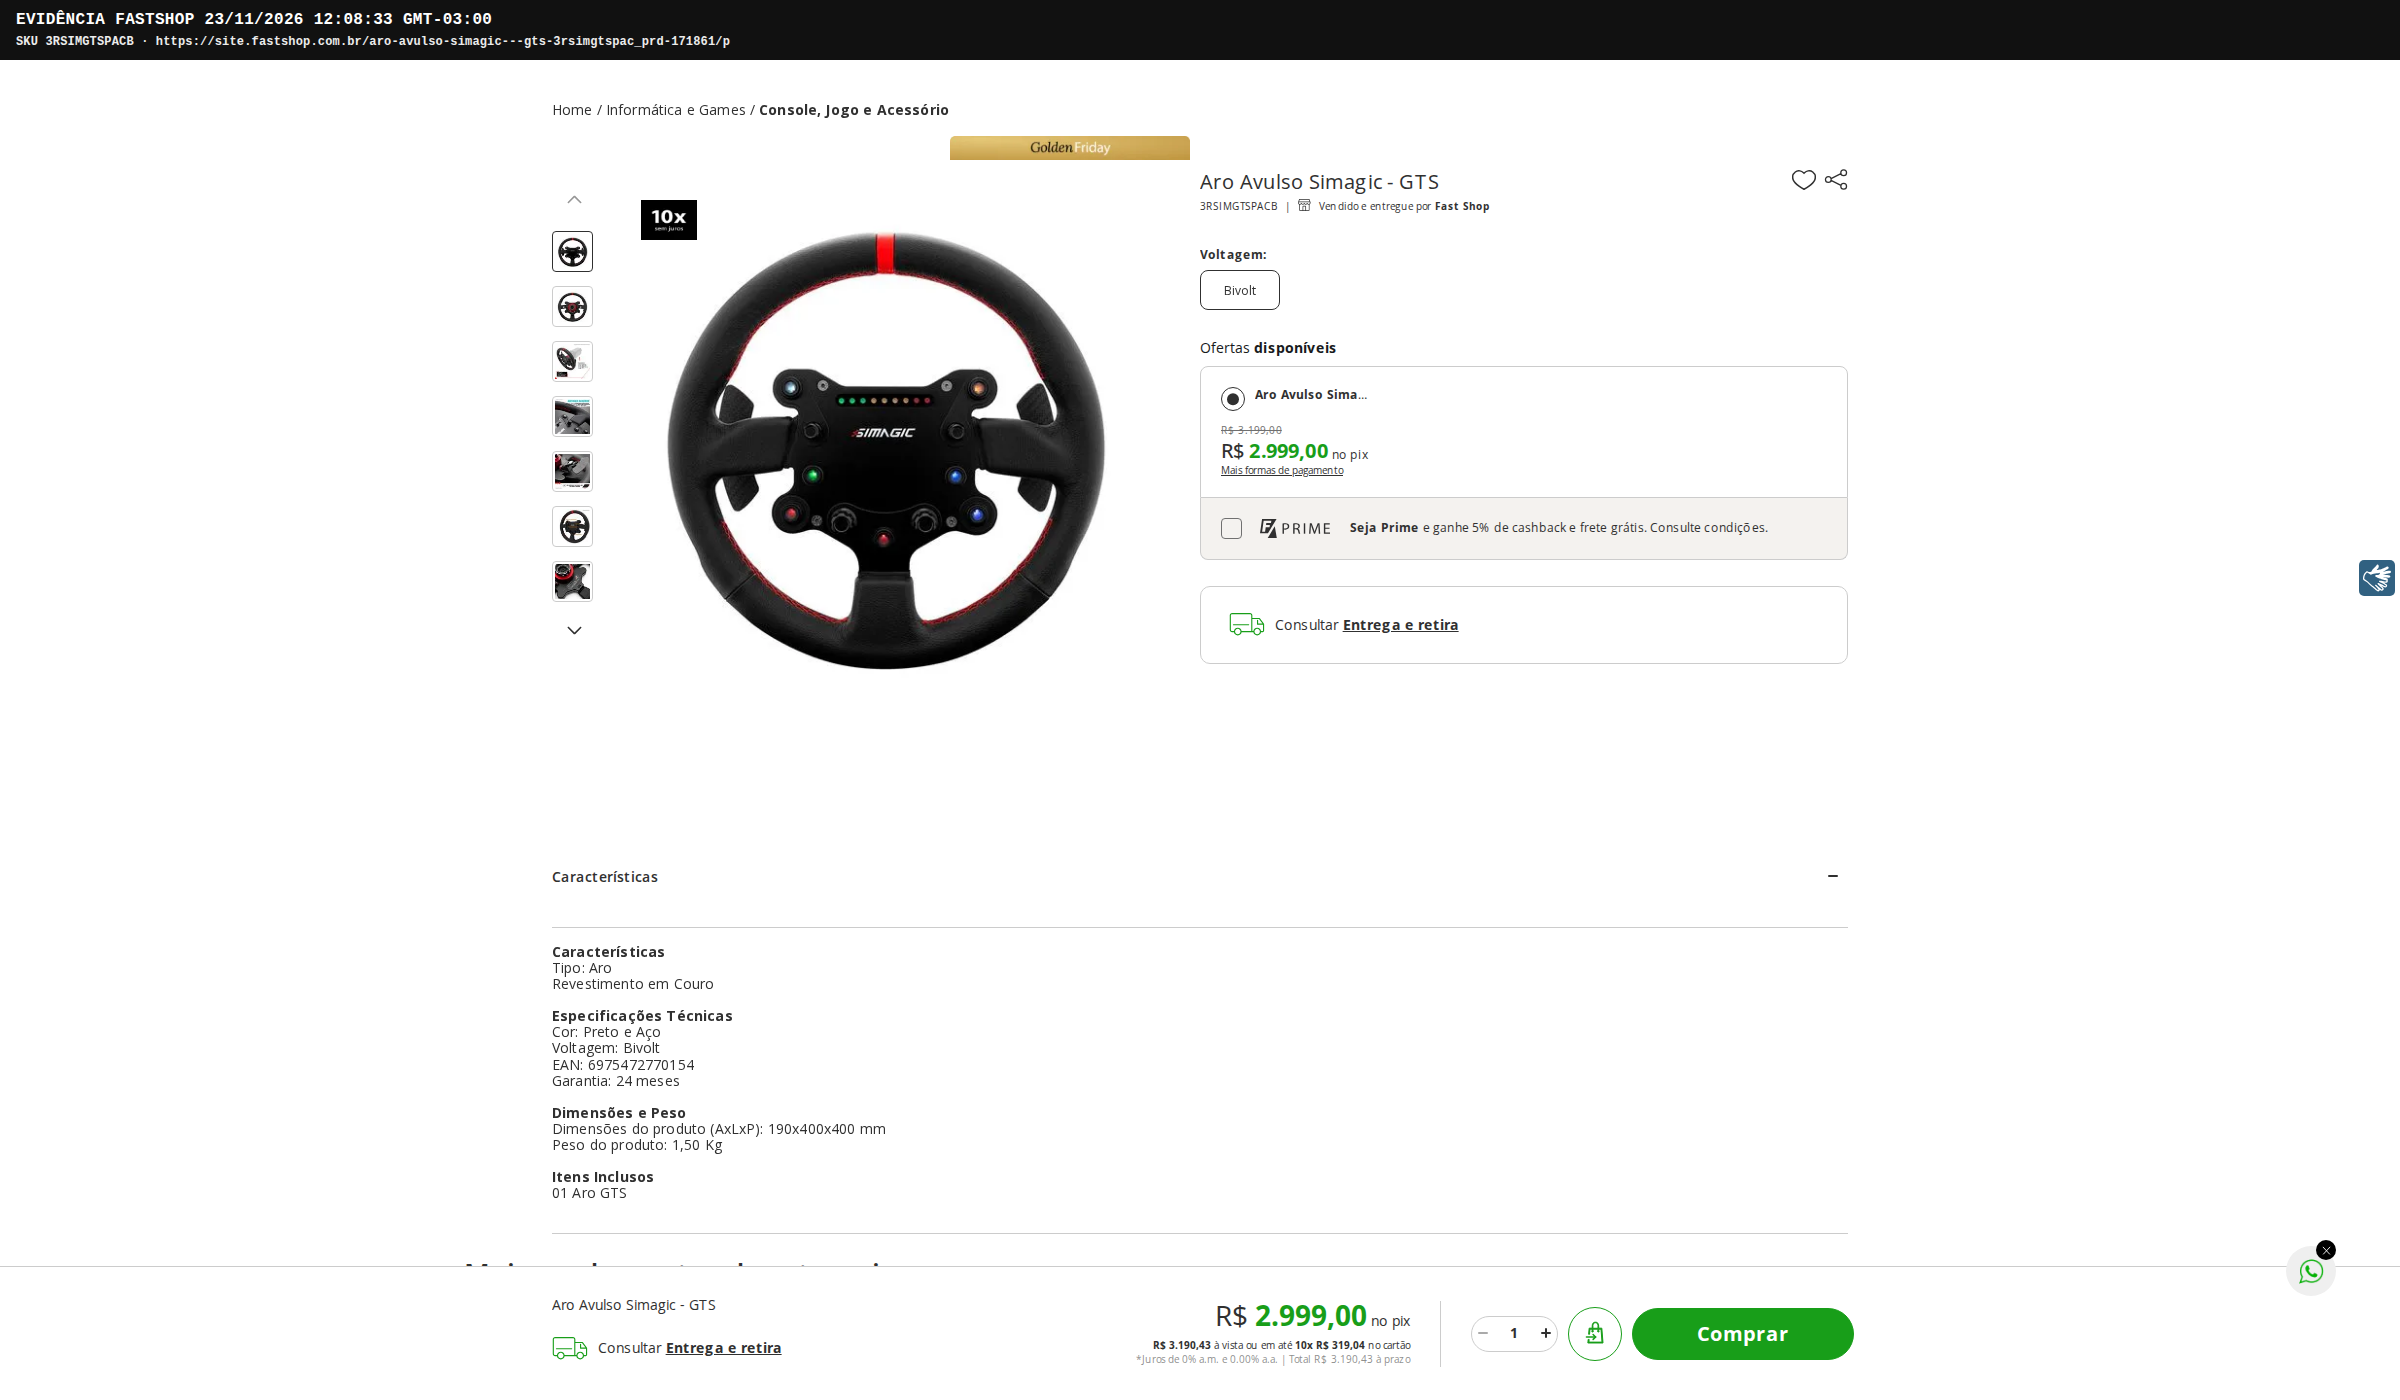 EVIDÊNCIA FASTSHOP 23/11/2026 12:08:33 GMT-03:00
SKU 3RSIMGTSPACB · https://site.fastshop.com.br/aro-avulso-simagic---gts-3rsimgtspac_prd-171861/p
Home / Informática e Games / Console, Jogo e Acessório
Golden Friday
10x
sem juros
SIMAGIC
Aro Avulso Simagic - GTS
3RSIMGTSPACB | Vendido e entregue por Fast Shop
Voltagem:
Bivolt
Ofertas disponíveis
Aro Avulso Sima...
R$ 3.199,00
R$ 2.999,00 no pix
Mais formas de pagamento
PRIME Seja Prime e ganhe 5% de cashback e frete grátis. Consulte condições.
Consultar Entrega e retira
Características
Características
Tipo: Aro
Revestimento em Couro
Especificações Técnicas
Cor: Preto e Aço
Voltagem: Bivolt
EAN: 6975472770154
Garantia: 24 meses
Dimensões e Peso
Dimensões do produto (AxLxP): 190x400x400 mm
Peso do produto: 1,50 Kg
Itens Inclusos
01 Aro GTS
Aro Avulso Simagic - GTS
Consultar Entrega e retira
R$ 2.999,00 no pix
R$ 3.190,43 à vista ou em até 10x R$ 319,04 no cartão
*Juros de 0% a.m. e 0.00% a.a. | Total R$ 3.190,43 à prazo
1
Comprar